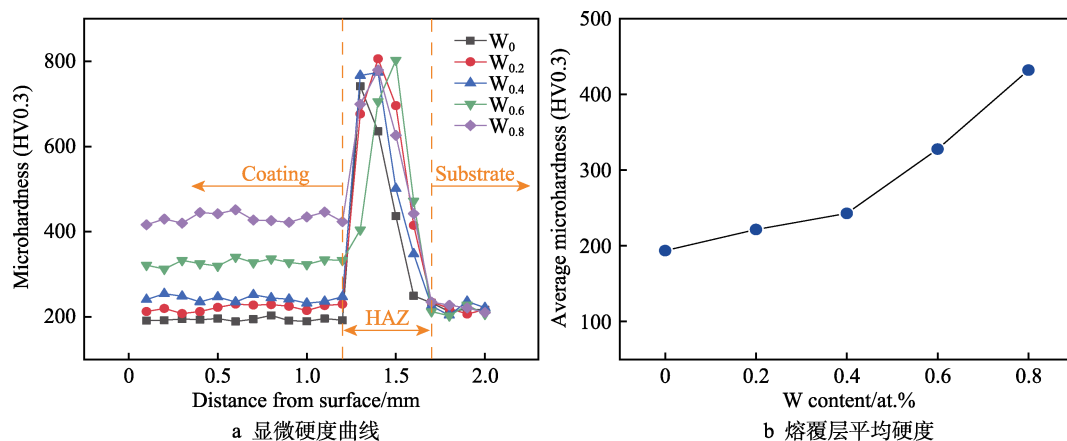 500
800
600
400
200
Microhardness (HV0.3)
W0
W0.2
W0.4
W0.6
W0.8
Coating
Substrate
HAZ
0
0.5
1.0
1.5
2.0
Distance from surface/mm
a 显微硬度曲线
400
300
200
100
Average microhardness (HV0.3)
0
0.2
0.4
0.6
0.8
W content/at.%
b 熔覆层平均硬度